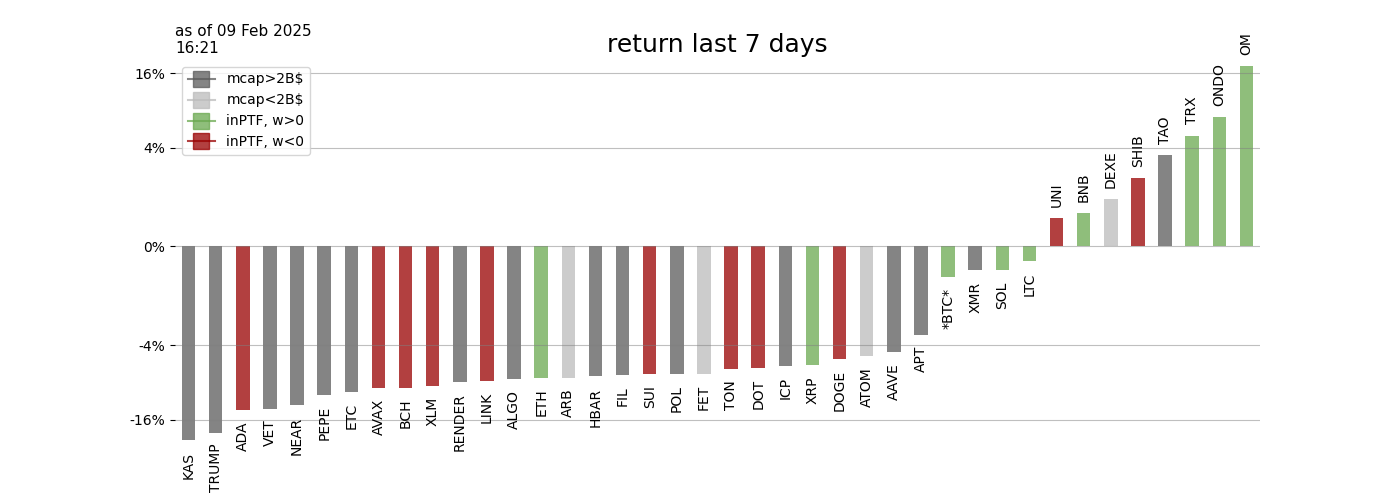 as of 09 Feb 2025
16:21
return last 7 days
mcap>2B$
mcap<2B$
inPTF, w>0
inPTF, w<0
16%
4%
0%
-4%
-16%
KAS
TRUMP
ADA
VET
NEAR
PEPE
ETC
AVAX
BCH
XLM
RENDER
LINK
ALGO
ETH
ARB
HBAR
FIL
SUI
POL
FET
TON
DOT
ICP
XRP
DOGE
ATOM
AAVE
APT
*BTC*
XMR
SOL
LTC
UNI
BNB
DEXE
SHIB
TAO
TRX
ONDO
OM